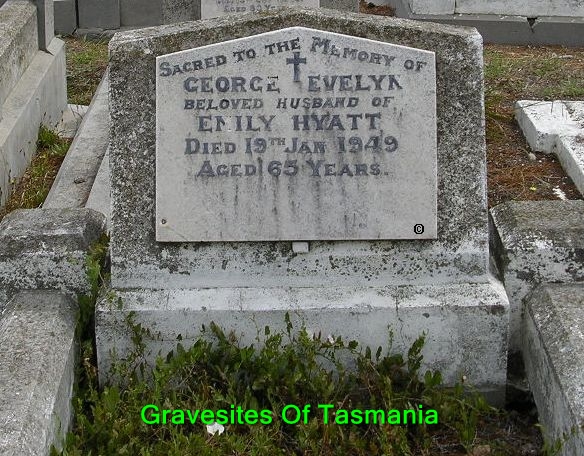 Sacred to the Memory of
George Evelyn
Beloved Husband of
Emily Hyatt
Died 19th Jan 1949
Aged 65 Years.
©
Gravesites Of Tasmania